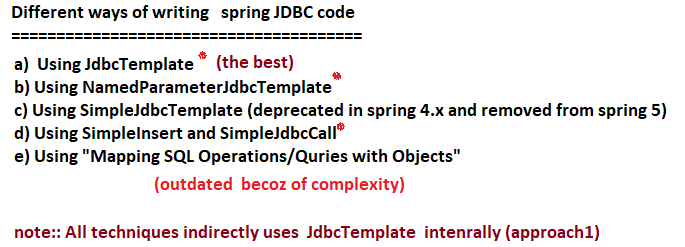 Different ways of writing spring JDBC code
=======================================
a) Using JdbcTemplate * (the best)
b) Using NamedParameterJdbcTemplate *
c) Using SimpleJdbcTemplate (deprecated in spring 4.x and removed from spring 5)
d) Using SimpleInsert and SimpleJdbcCall *
e) Using "Mapping SQL Operations/Quries with Objects"
(outdated becoz of complexity)
note:: All techniques indirectly uses JdbcTemplate intenrally (approach1)